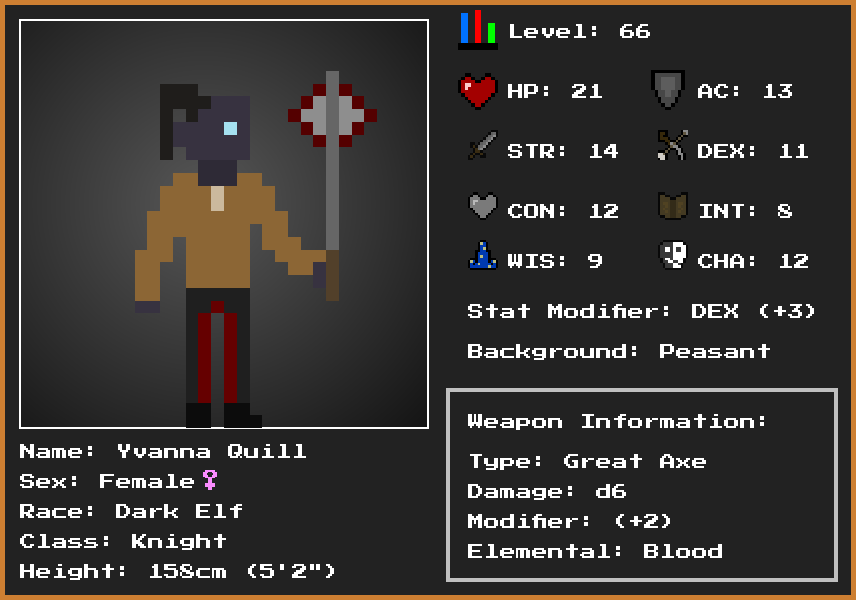 Level: 66
HP: 21
AC: 13
STR: 14
DEX: 11
CON: 12
INT: 8
WIS: 9
CHA: 12
Stat Modifier: DEX (+3)
Background: Peasant
Weapon Information:
Type: Great Axe
Damage: d6
Modifier: (+2)
Elemental: Blood
Name: Yvanna Quill
Sex: Female♀
Race: Dark Elf
Class: Knight
Height: 158cm (5'2")